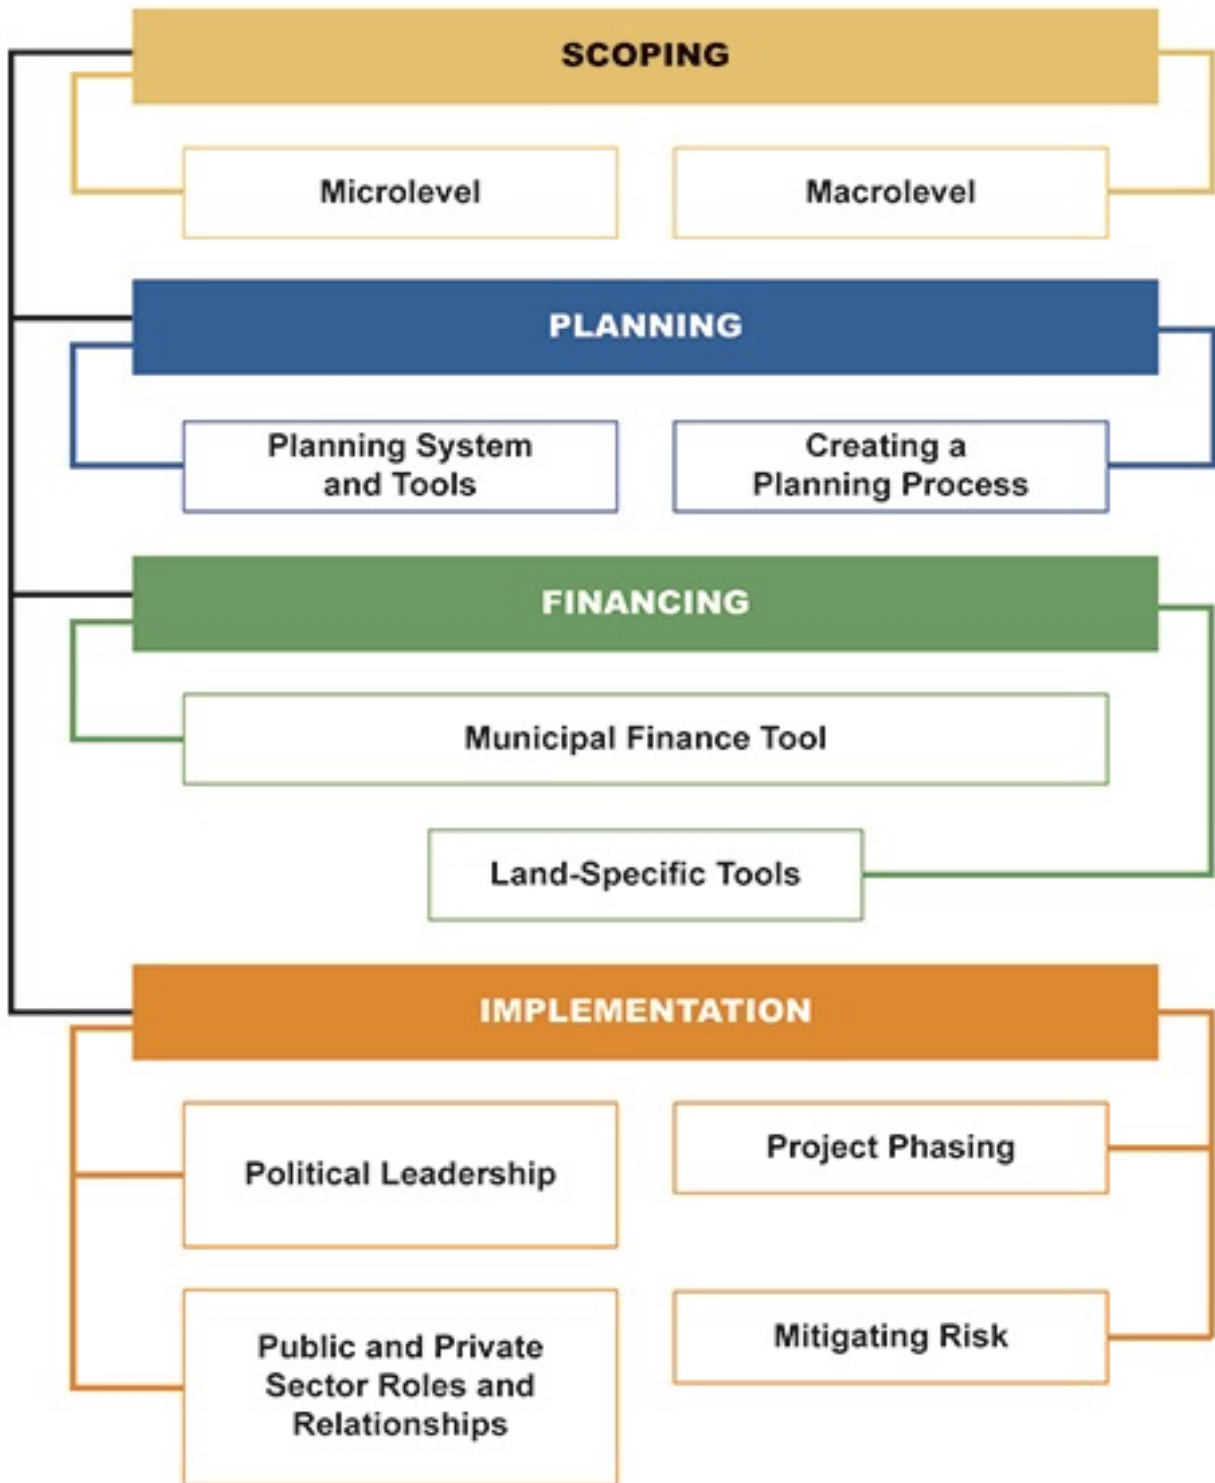 SCOPING
Microlevel
Macrolevel
PLANNING
Planning System
and Tools
Creating a
Planning Process
FINANCING
Municipal Finance Tool
Land-Specific Tools
IMPLEMENTATION
Political Leadership
Project Phasing
Public and Private
Sector Roles and
Relationships
Mitigating Risk